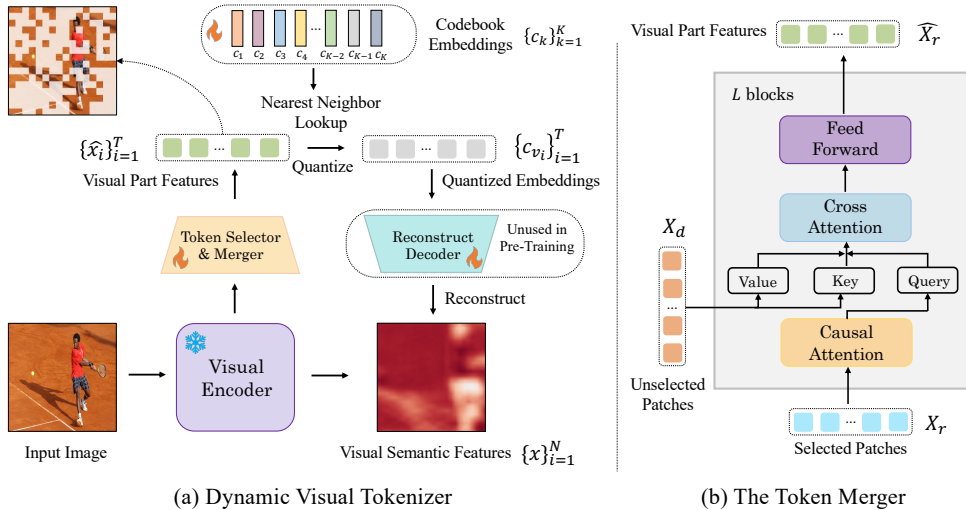 Codebook Embeddings {c_k}_{k=1}^{K}
c_1 c_2 c_3 c_4 ... c_{K-2} c_{K-1} c_K
Nearest Neighbor
Lookup
{x̂_i}_{i=1}^{T}
...
Quantize
...
{c_{v_i}}_{i=1}^{T}
Visual Part Features
Quantized Embeddings
Token Selector
& Merger
Reconstruct
Decoder
Unused in
Pre-Training
Reconstruct
Visual
Encoder
Input Image
Visual Semantic Features {x}_{i=1}^{N}
(a) Dynamic Visual Tokenizer
Visual Part Features
...
X̂_r
L blocks
Feed
Forward
Cross
Attention
X_d
...
Value
Key
Query
Causal
Attention
Unselected
Patches
...
X_r
Selected Patches
(b) The Token Merger